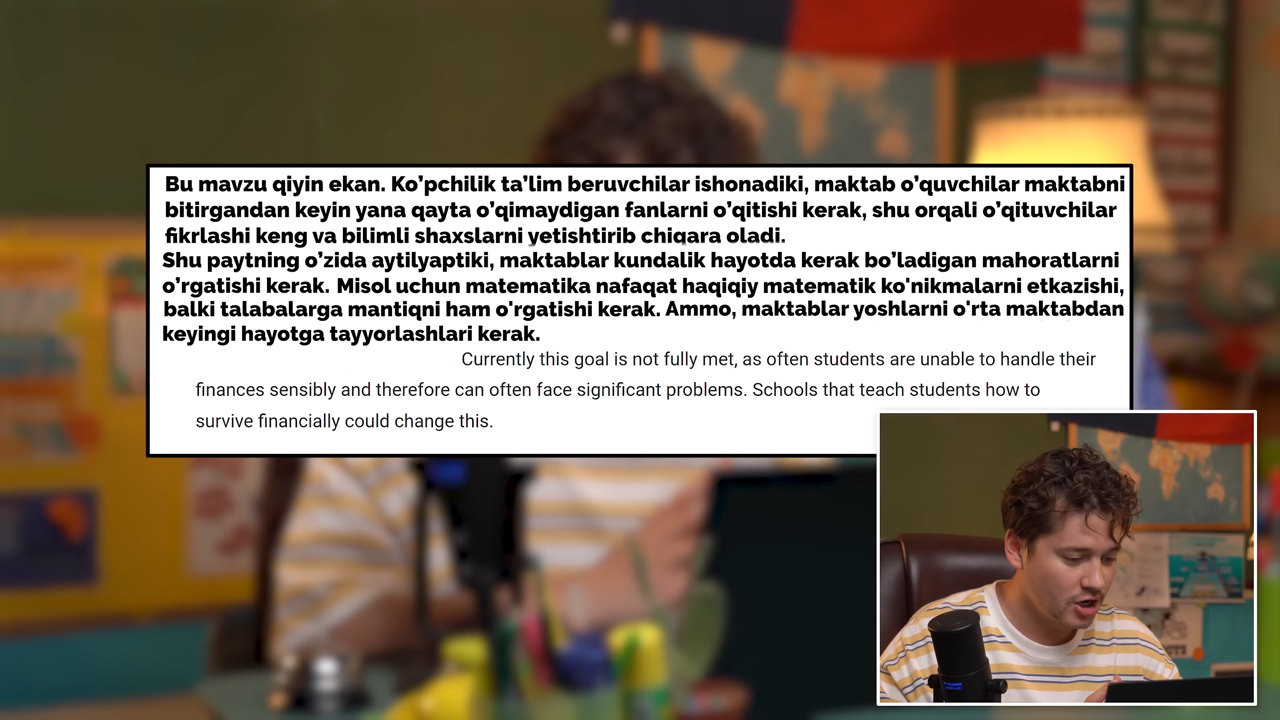 Bu mavzu qiyin ekan. Ko’pchilik ta’lim beruvchilar ishonadiki, maktab o’quvchilar maktabni
bitirgandan keyin yana qayta o’qimaydigan fanlarni o’qitishi kerak, shu orqali o’qituvchilar
fikrlashi keng va bilimli shaxslarni yetishtirib chiqara oladi.
Shu paytning o’zida aytilyaptiki, maktablar kundalik hayotda kerak bo’ladigan mahoratlarni
o’rgatishi kerak. Misol uchun matematika nafaqat haqiqiy matematik ko'nikmalarni etkazishi,
balki talabalarga mantiqni ham o'rgatishi kerak. Ammo, maktablar yoshlarni o'rta maktabdan
keyingi hayotga tayyorlashlari kerak.
Currently this goal is not fully met, as often students are unable to handle their
finances sensibly and therefore can often face significant problems. Schools that teach students how to
survive financially could change this.